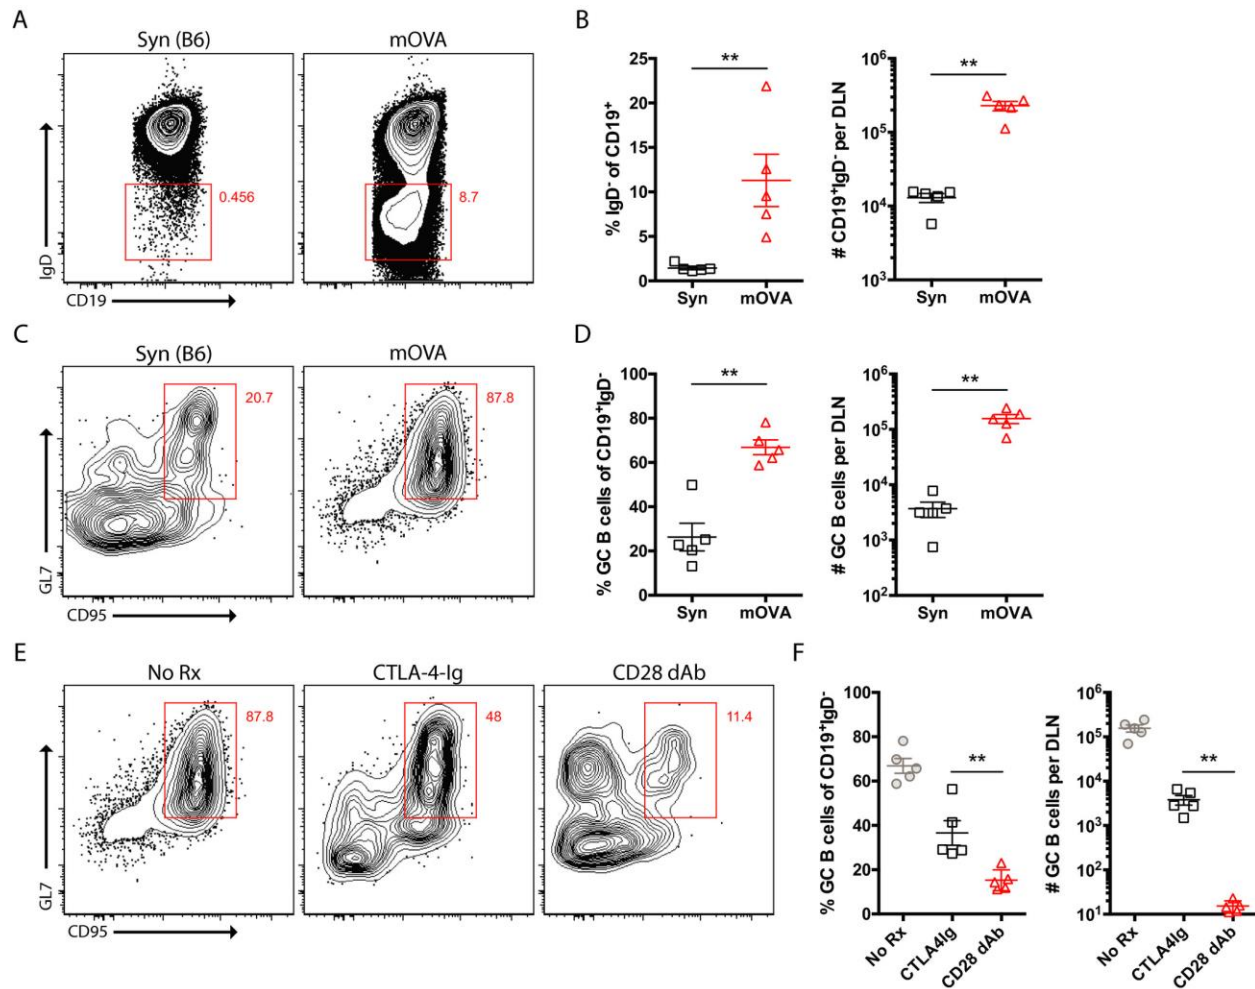 A
Syn (B6)
mOVA
0.456
8.7
IgD
CD19
B
% IgD⁻ of CD19⁺
25
20
15
10
5
0
**
Syn
mOVA
# CD19⁺IgD⁻ per DLN
10⁶
10⁵
10⁴
10³
**
Syn
mOVA
C
Syn (B6)
mOVA
20.7
87.8
GL7
CD95
D
% GC B cells of CD19⁺IgD⁻
100
80
60
40
20
0
**
Syn
mOVA
# GC B cells per DLN
10⁶
10⁵
10⁴
10³
10²
**
Syn
mOVA
E
No Rx
CTLA-4-Ig
CD28 dAb
87.8
48
11.4
GL7
CD95
F
% GC B cells of CD19⁺IgD⁻
100
80
60
40
20
0
**
No Rx
CTLA4Ig
CD28 dAb
# GC B cells per DLN
10⁶
10⁵
10⁴
10³
10²
10¹
**
No Rx
CTLA4Ig
CD28 dAb